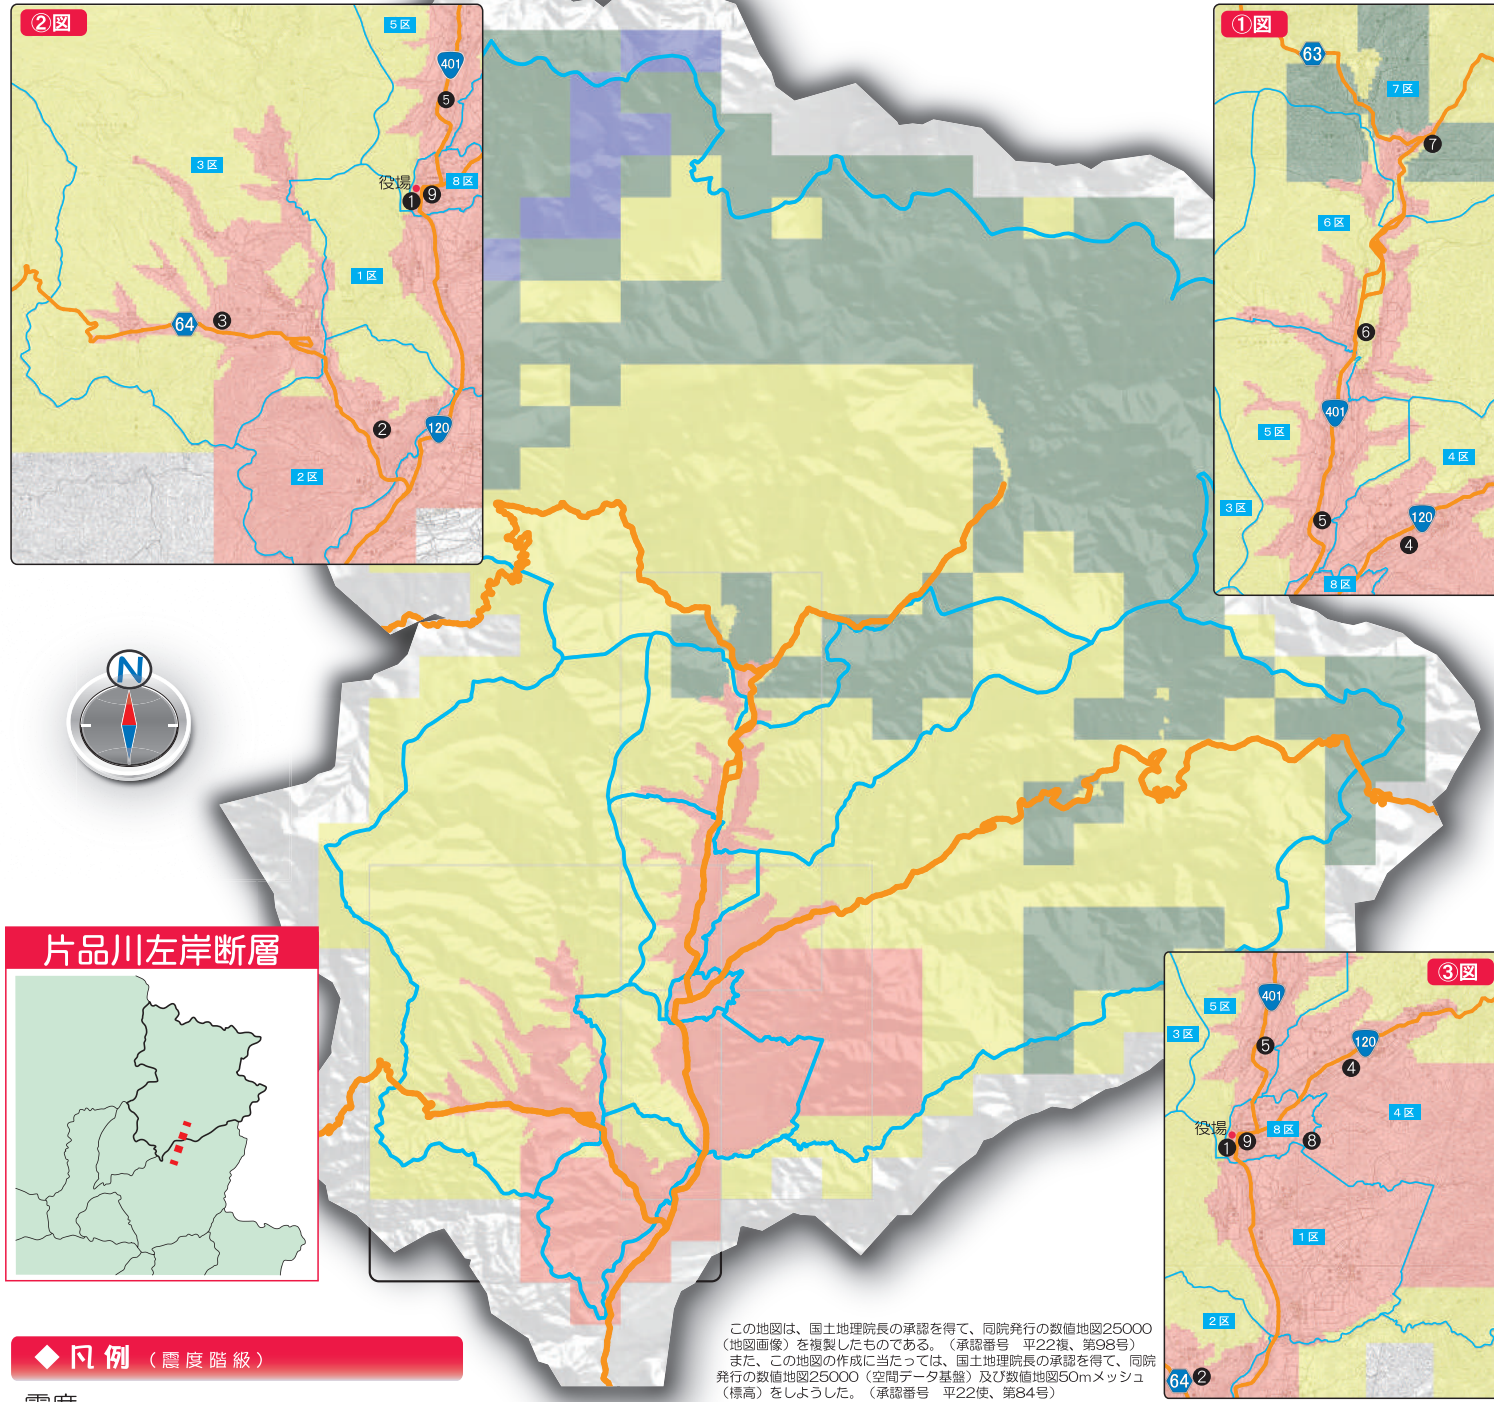 ②図
5区
401
5
3区
役場
8区
1
9
1区
64
3
2
120
2区
①図
63
7区
7
6区
6
401
5区
4区
3区
5
120
4
8区
N
片品川左岸断層
③図
401
5区
3区
5
120
4
4区
役場
8区
1
9
8
1区
2区
64
2
◆凡例（震度階級）
震度
この地図は、国土地理院長の承認を得て、同院発行の数値地図25000
（地図画像）を複製したものである。（承認番号　平22複、第98号）
また、この地図の作成に当たっては、国土地理院長の承認を得て、同院
発行の数値地図25000（空間データ基盤）及び数値地図50mメッシュ
（標高）をしようした。（承認番号　平22使、第84号）